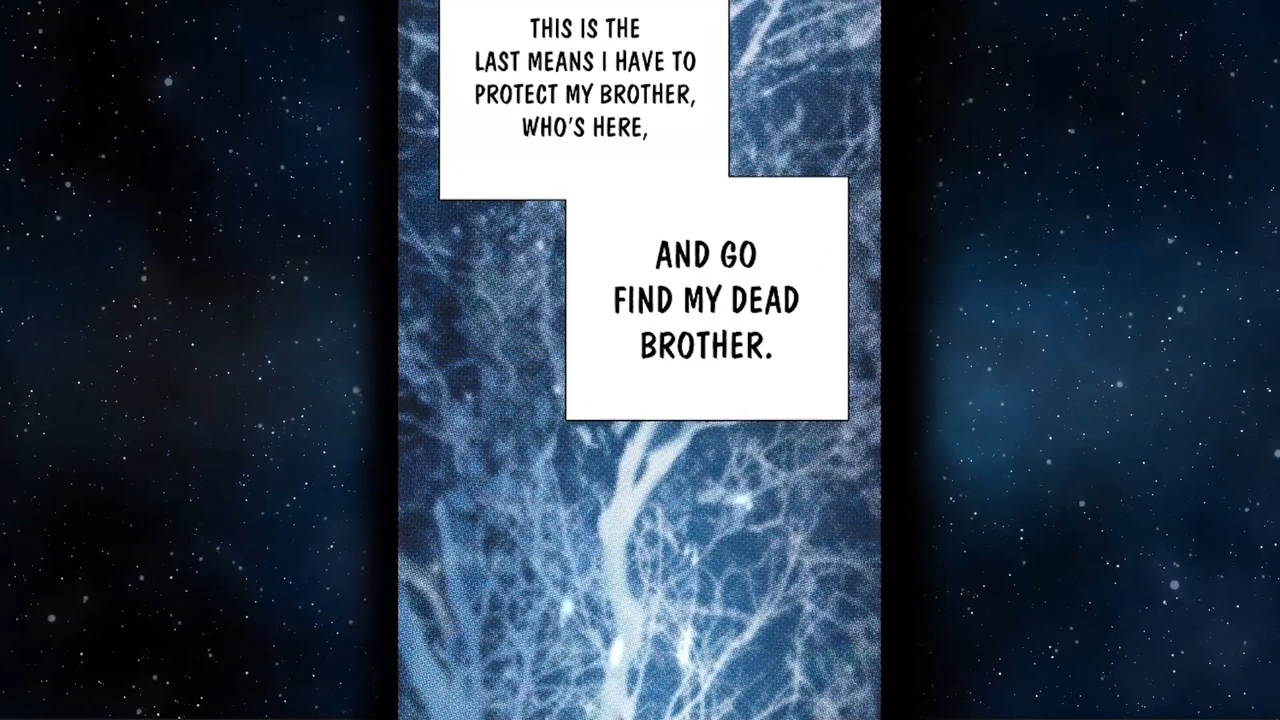 THIS IS THE
LAST MEANS I HAVE TO
PROTECT MY BROTHER,
WHO'S HERE,
AND GO
FIND MY DEAD
BROTHER.